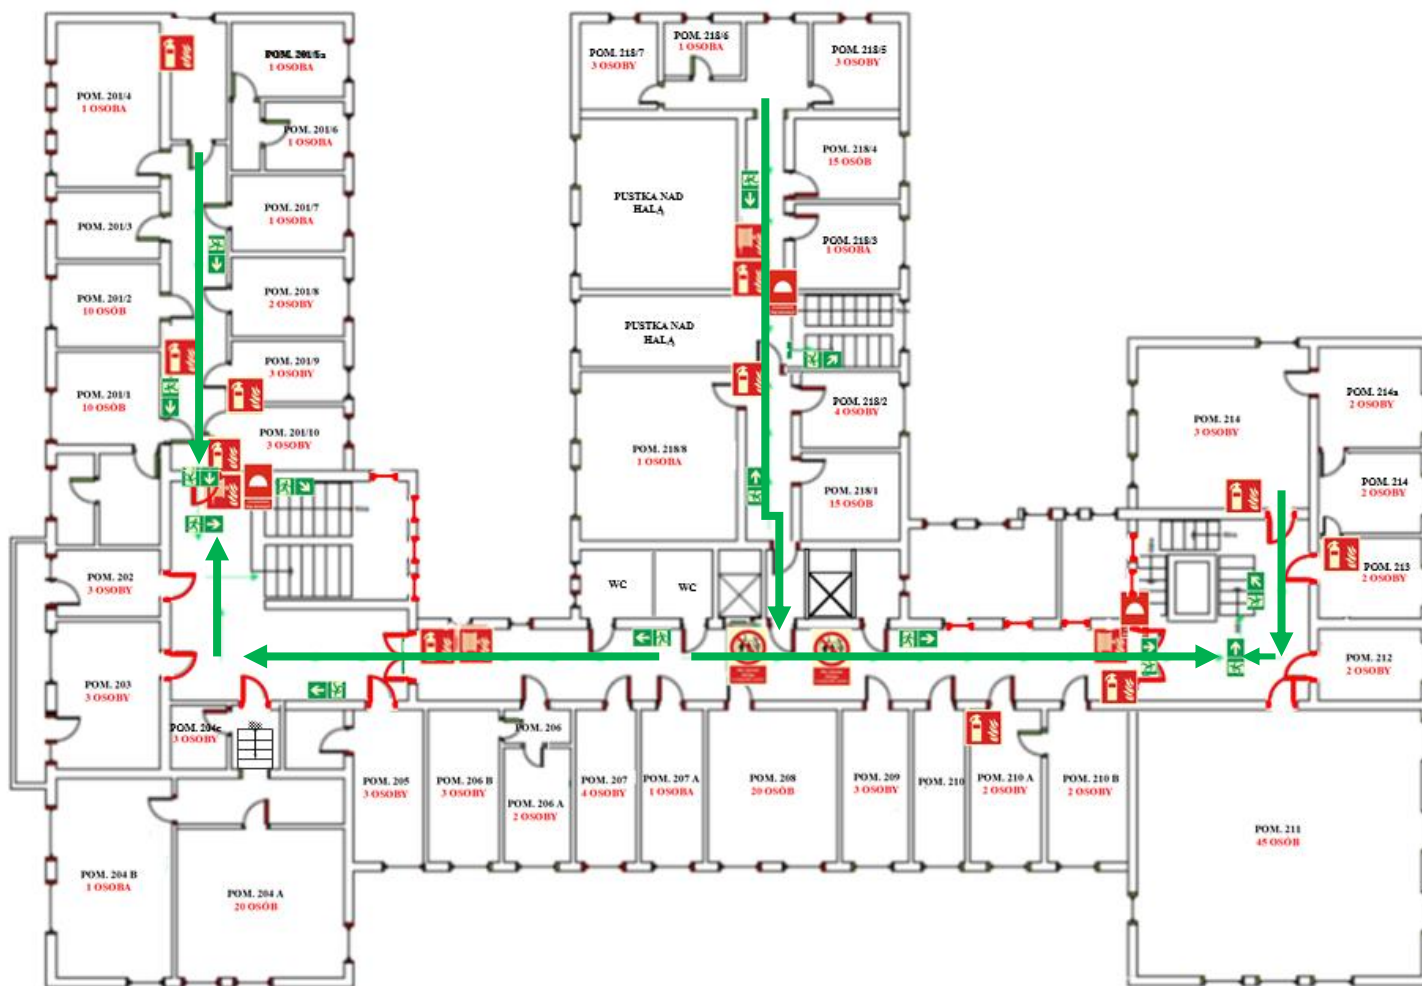 POM. 201/4
1 OSOBA
1 OSOBA
POM. 201/6
1 OSOBA
POM. 201/3
POM. 201/7
1 OSOBA
POM. 201/2
10 OSÓB
POM. 201/8
2 OSOBY
POM. 201/1
10 OSÓB
POM. 201/9
3 OSOBY
POM. 201/10
3 OSOBY
POM. 202
3 OSOBY
POM. 203
3 OSOBY
POM. 204c
3 OSOBY
POM. 204 B
1 OSOBA
POM. 204 A
20 OSÓB
POM. 218/7
3 OSOBY
POM. 218/6
1 OSOBA
POM. 218/5
3 OSOBY
PUSTKA NAD
HALĄ
POM. 218/4
15 OSÓB
POM. 218/3
1 OSOBA
PUSTKA NAD
HALĄ
POM. 218/8
1 OSOBA
POM. 218/2
4 OSOBY
POM. 218/1
15 OSÓB
WC
WC
POM. 205
3 OSOBY
POM. 206 B
3 OSOBY
POM. 206
POM. 206 A
2 OSOBY
POM. 207
4 OSOBY
POM. 207 A
1 OSOBA
POM. 208
20 OSÓB
POM. 209
3 OSOBY
POM. 210
POM. 210 A
2 OSOBY
POM. 210 B
2 OSOBY
POM. 214
3 OSOBY
POM. 214a
2 OSOBY
POM. 214
2 OSOBY
POM. 213
2 OSOBY
POM. 212
2 OSOBY
POM. 211
45 OSÓB